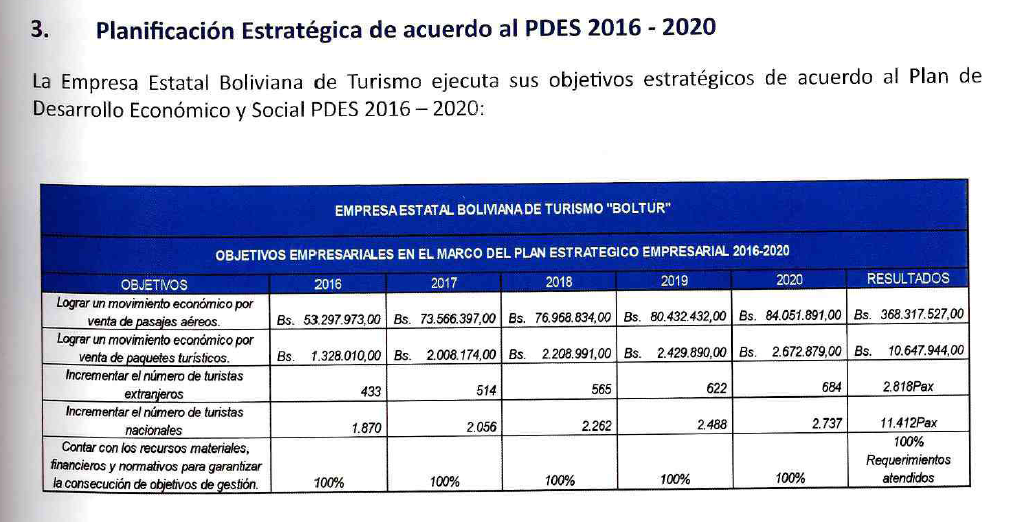 3. Planificación Estratégica de acuerdo al PDES 2016 - 2020
La Empresa Estatal Boliviana de Turismo ejecuta sus objetivos estratégicos de acuerdo al Plan de
Desarrollo Económico y Social PDES 2016 – 2020:
EMPRESA ESTATAL BOLIVIANA DE TURISMO "BOLTUR"
OBJETIVOS EMPRESARIALES EN EL MARCO DEL PLAN ESTRATEGICO EMPRESARIAL 2016-2020
OBJETIVOS 2016 2017 2018 2019 2020 RESULTADOS
Lograr un movimiento económico por
venta de pasajes aéreos. Bs. 53.297.973,00 Bs. 73.566.397,00 Bs. 76.968.834,00 Bs. 80.432.432,00 Bs. 84.051.891,00 Bs. 368.317.527,00
Lograr un movimiento económico por
venta de paquetes turísticos. Bs. 1.328.010,00 Bs. 2.008.174,00 Bs. 2.208.991,00 Bs. 2.429.890,00 Bs. 2.672.879,00 Bs. 10.647.944,00
Incrementar el número de turistas
extranjeros 433 514 565 622 684 2.818Pax
Incrementar el número de turistas
nacionales 1.870 2.056 2.262 2.488 2.737 11.412Pax
Contar con los recursos materiales,
financieros y normativos para garantizar
la consecución de objetivos de gestión. 100% 100% 100% 100% 100% 100%
Requerimientos
atendidos